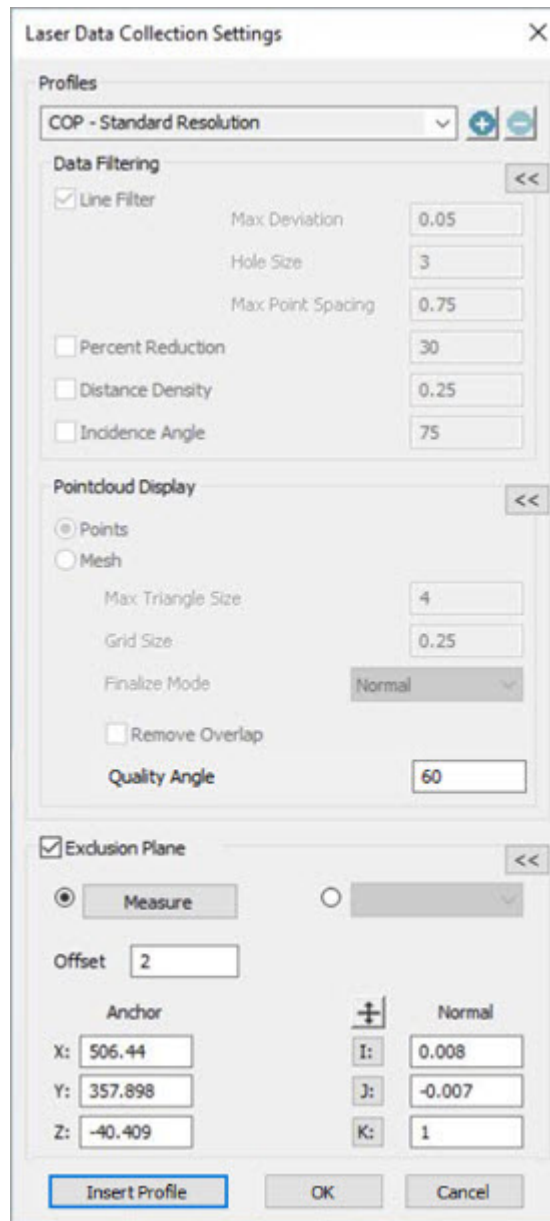 Laser Data Collection Settings
Profiles
COP - Standard Resolution
Data Filtering
<<
Line Filter
Max Deviation 0.05
Hole Size 3
Max Point Spacing 0.75
Percent Reduction 30
Distance Density 0.25
Incidence Angle 75
Pointcloud Display
<<
Points
Mesh
Max Triangle Size 4
Grid Size 0.25
Finalize Mode Normal
Remove Overlap
Quality Angle 60
Exclusion Plane
<<
Measure
Offset 2
Anchor Normal
X: 506.44 I: 0.008
Y: 357.898 J: -0.007
Z: -40.409 K: 1
Insert Profile OK Cancel